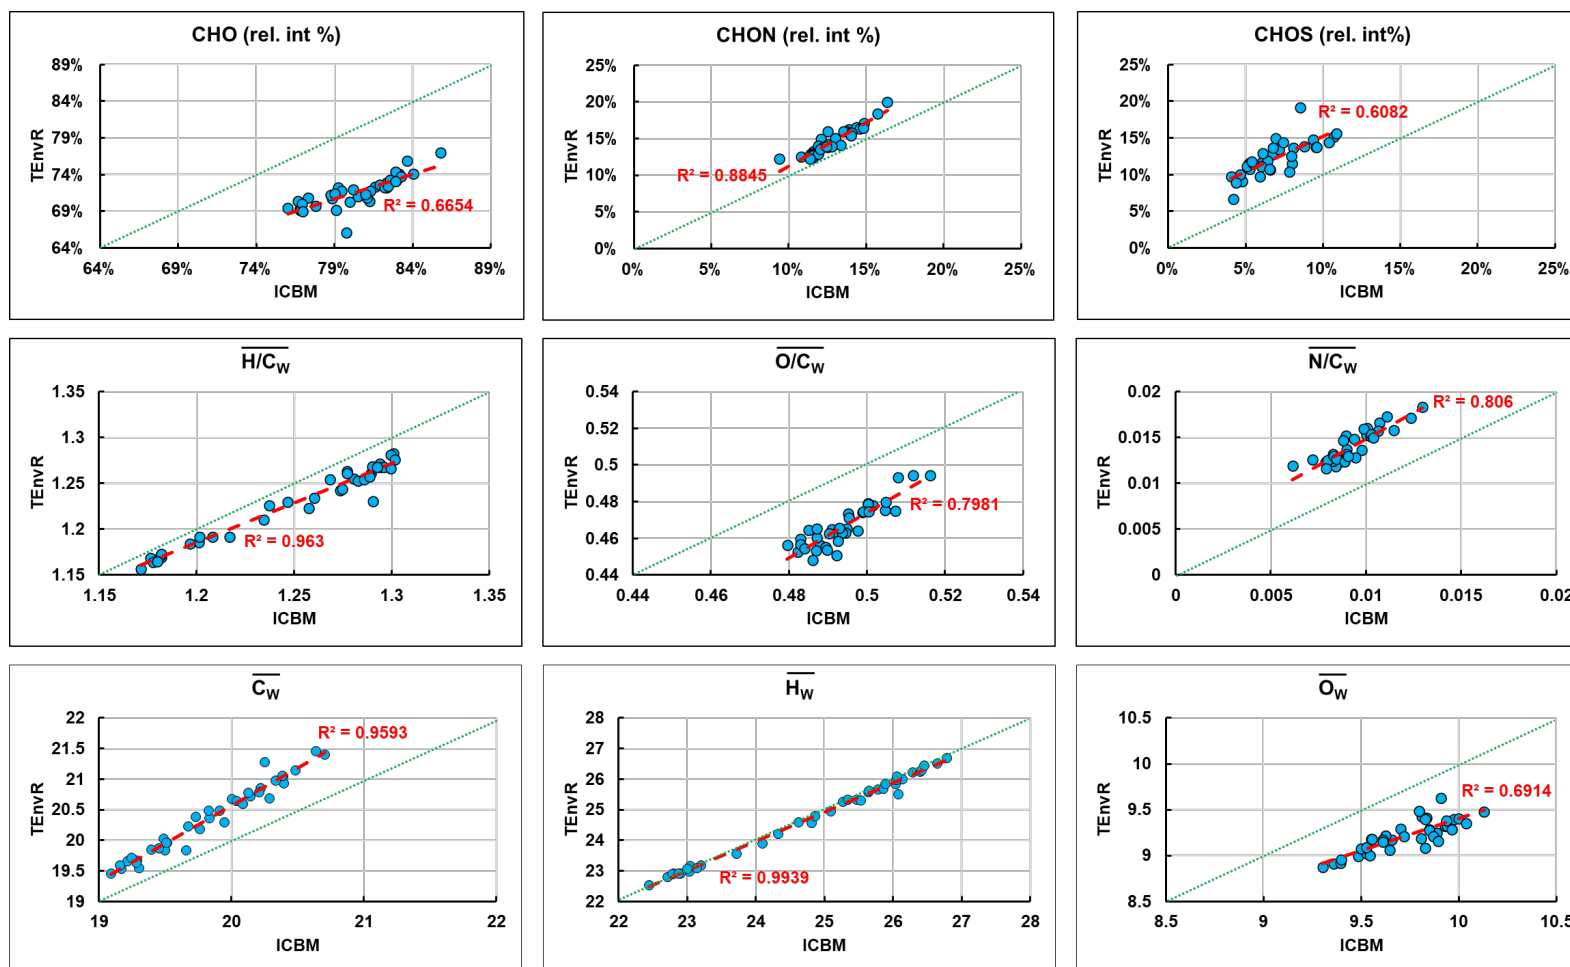 CHO (rel. int %)
89%
84%
79%
74%
69%
64%
TEnvR
R² = 0.6654
64% 69% 74% 79% 84% 89%
ICBM
CHON (rel. int %)
25%
20%
15%
10%
5%
0%
TEnvR
R² = 0.8845
0% 5% 10% 15% 20% 25%
ICBM
CHOS (rel. int%)
25%
20%
15%
10%
5%
0%
TEnvR
R² = 0.6082
0% 5% 10% 15% 20% 25%
ICBM
H/CW
1.35
1.3
1.25
1.2
1.15
TEnvR
R² = 0.963
1.15 1.2 1.25 1.3 1.35
ICBM
O/CW
0.54
0.52
0.5
0.48
0.46
0.44
TEnvR
R² = 0.7981
0.44 0.46 0.48 0.5 0.52 0.54
ICBM
N/CW
0.02
0.015
0.01
0.005
0
TEnvR
R² = 0.806
0 0.005 0.01 0.015 0.02
ICBM
CW
22
21.5
21
20.5
20
19.5
19
TEnvR
R² = 0.9593
19 20 21 22
ICBM
HW
28
27
26
25
24
23
22
TEnvR
R² = 0.9939
22 23 24 25 26 27 28
ICBM
OW
10.5
10
9.5
9
8.5
TEnvR
R² = 0.6914
8.5 9 9.5 10 10.5
ICBM